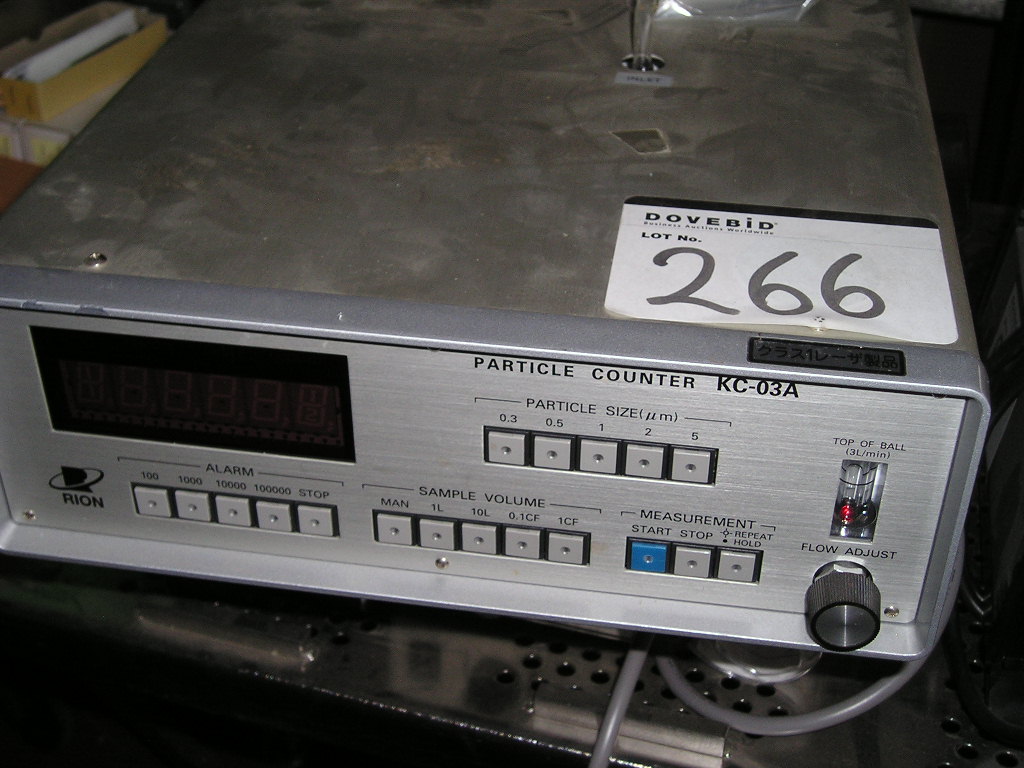 INLET
DOVEBiD
Business Auctions Worldwide
LOT No.
266
クラス1レーザ製品
PARTICLE COUNTER KC-03A
PARTICLE SIZE(μm)
0.3 0.5 1 2 5
TOP OF BALL
(3L/min)
RION
ALARM
100 1000 10000 100000 STOP
SAMPLE VOLUME
MAN 1L 10L 0.1CF 1CF
MEASUREMENT
START STOP REPEAT
HOLD
FLOW ADJUST